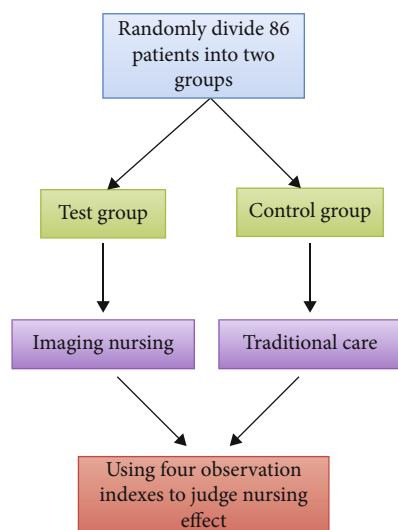 Randomly divide 86
patients into two
groups
Test group
Control group
Imaging nursing
Traditional care
Using four observation
indexes to judge nursing
effect